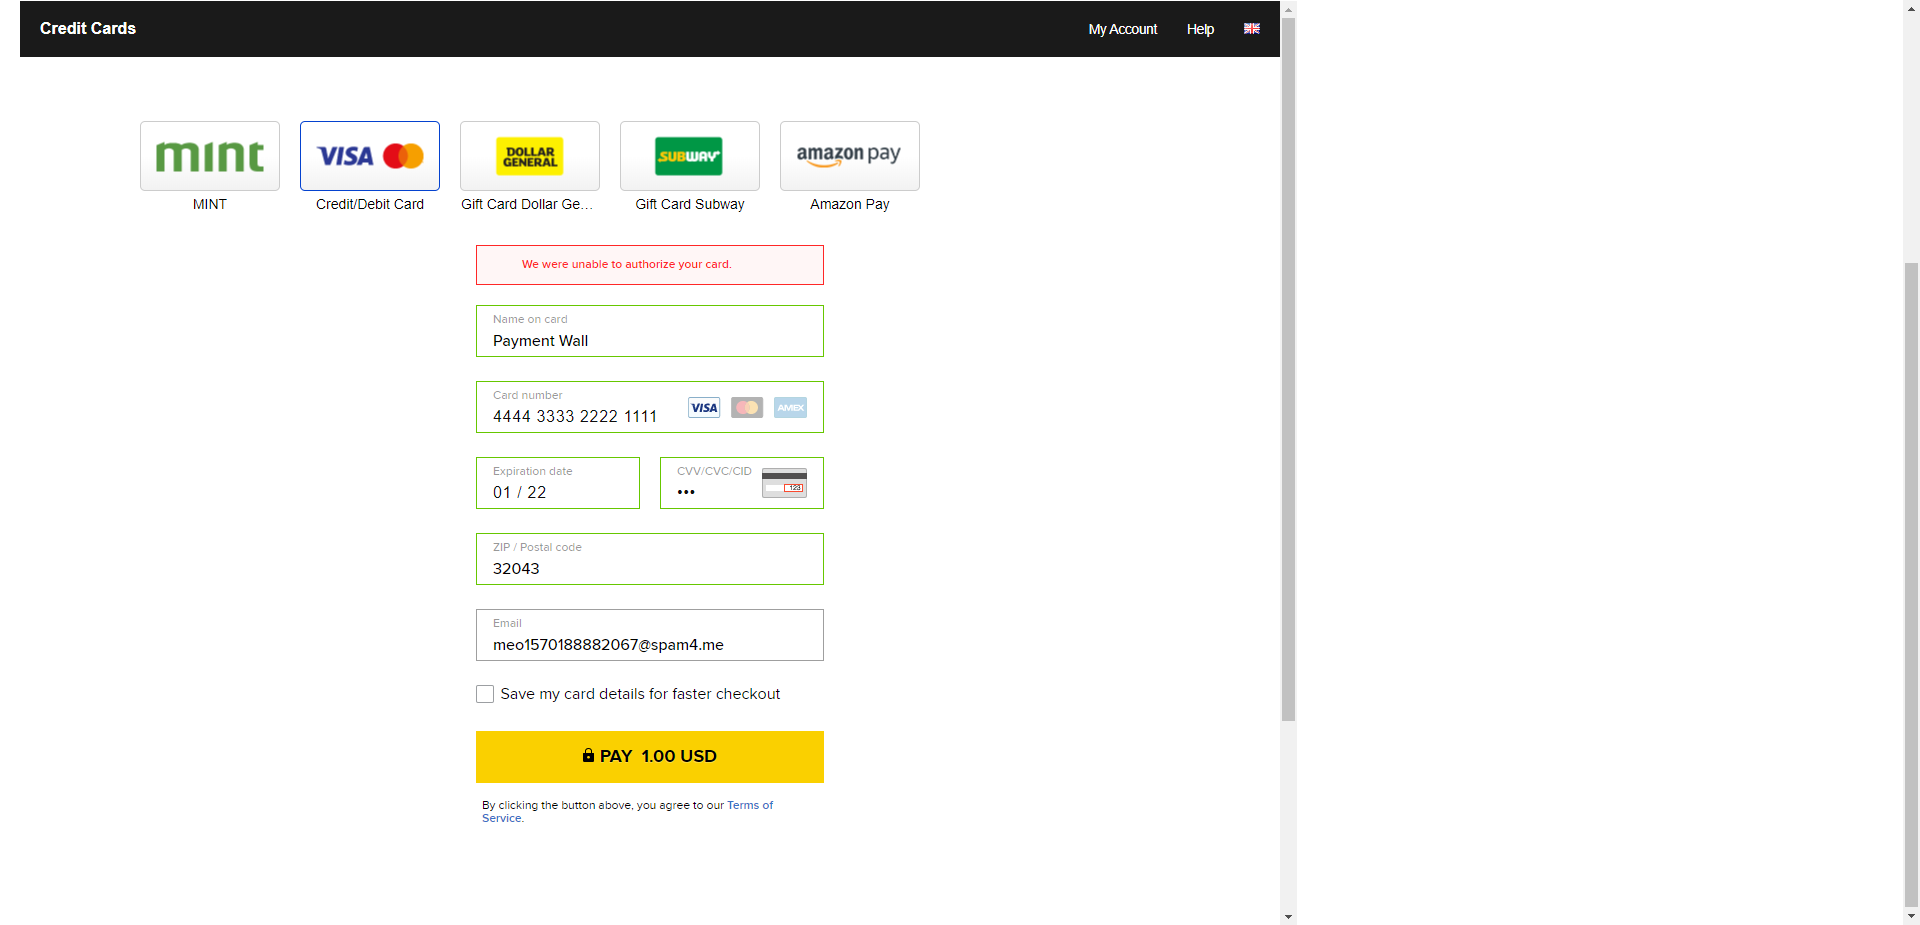 Credit Cards
My Account Help
mint
VISA
DOLLAR GENERAL
SUBWAY
amazon pay
MINT
Credit/Debit Card
Gift Card Dollar Ge...
Gift Card Subway
Amazon Pay
We were unable to authorize your card.
Name on card
Payment Wall
Card number
4444 3333 2222 1111
VISA
AMEX
Expiration date
01 / 22
CVV/CVC/CID
•••
123
ZIP / Postal code
32043
Email
meo1570188882067@spam4.me
Save my card details for faster checkout
PAY 1.00 USD
By clicking the button above, you agree to our Terms of
Service.